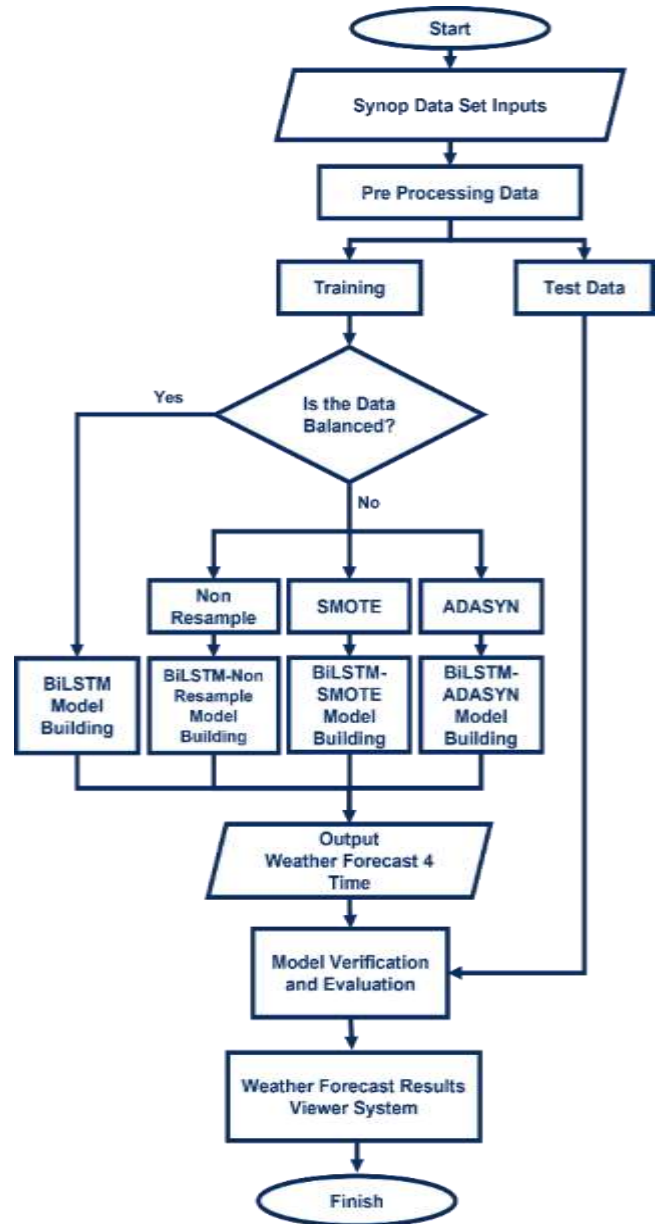 Start
Synop Data Set Inputs
Pre Processing Data
Training
Test Data
Yes
Is the Data
Balanced?
No
Non
Resample
SMOTE
ADASYN
BiLSTM
Model
Building
BiLSTM-Non
Resample
Model
Building
BiLSTM-
SMOTE
Model
Building
BiLSTM-
ADASYN
Model
Building
Output
Weather Forecast 4
Time
Model Verification
and Evaluation
Weather Forecast Results
Viewer System
Finish